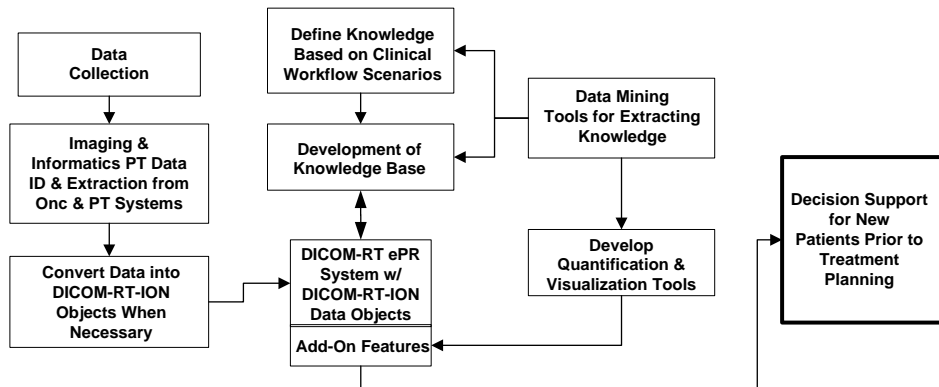 Data
Collection
Imaging &
Informatics PT Data
ID & Extraction from
Onc & PT Systems
Convert Data into
DICOM-RT-ION
Objects When
Necessary
Define Knowledge
Based on Clinical
Workflow Scenarios
Development of
Knowledge Base
DICOM-RT ePR
System w/
DICOM-RT-ION
Data Objects
Add-On Features
Data Mining
Tools for Extracting
Knowledge
Develop
Quantification &
Visualization Tools
Decision Support
for New
Patients Prior to
Treatment
Planning